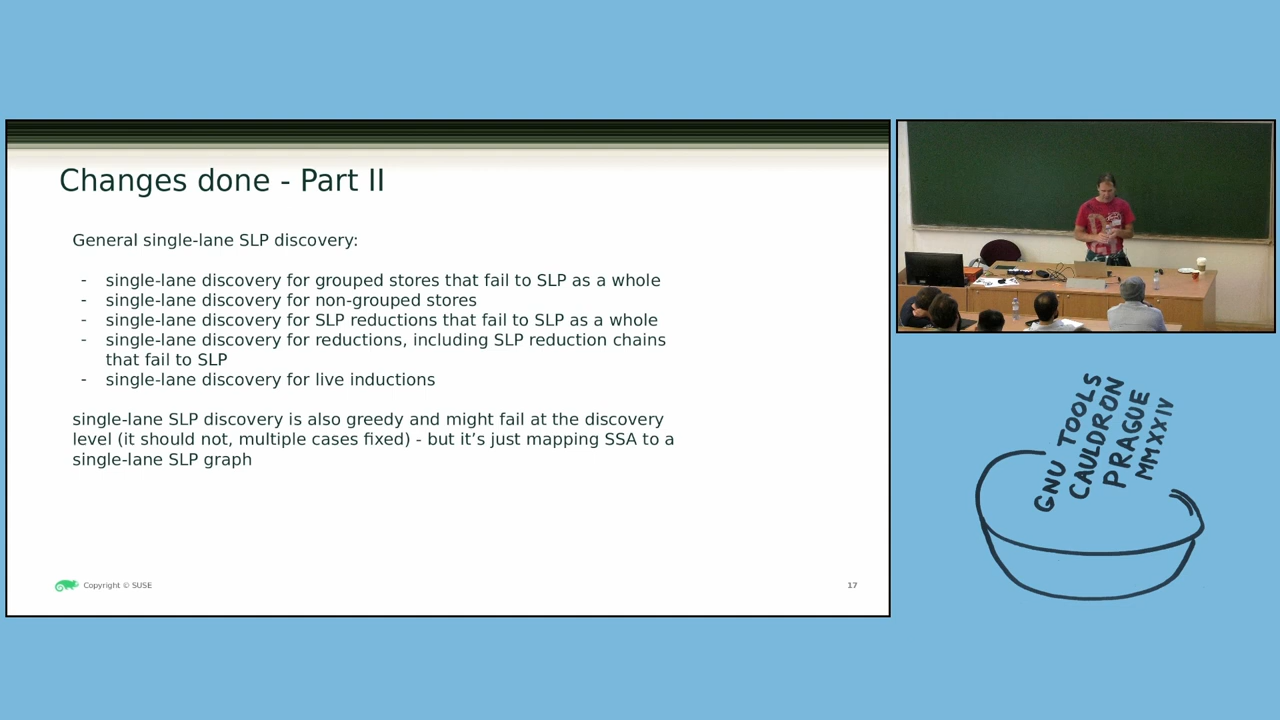 Changes done - Part II
General single-lane SLP discovery:
- single-lane discovery for grouped stores that fail to SLP as a whole
- single-lane discovery for non-grouped stores
- single-lane discovery for SLP reductions that fail to SLP as a whole
- single-lane discovery for reductions, including SLP reduction chains
that fail to SLP
- single-lane discovery for live inductions
single-lane SLP discovery is also greedy and might fail at the discovery
level (it should not, multiple cases fixed) - but it’s just mapping SSA to a
single-lane SLP graph
Copyright © SUSE
17
GNU TOOLS
CAULDRON
PRAGUE
MMXXIV